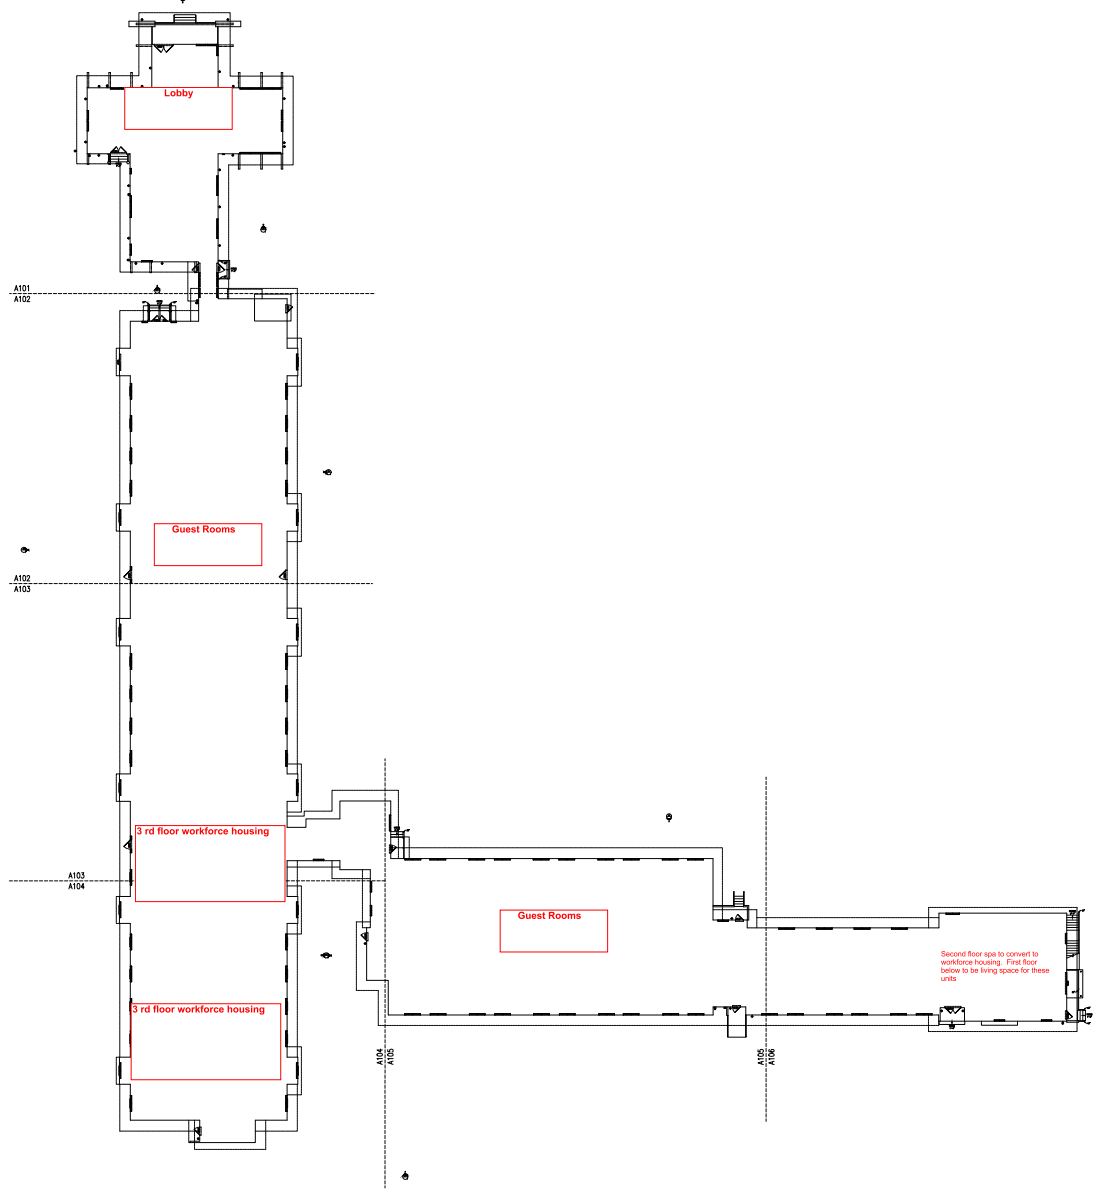 Lobby
A101
A102
Guest Rooms
A102
A103
3 rd floor workforce housing
A103
A104
Guest Rooms
Second floor spa to convert to
workforce housing. First floor
below to be living space for these
units
3 rd floor workforce housing
A104
A105
A105
A106